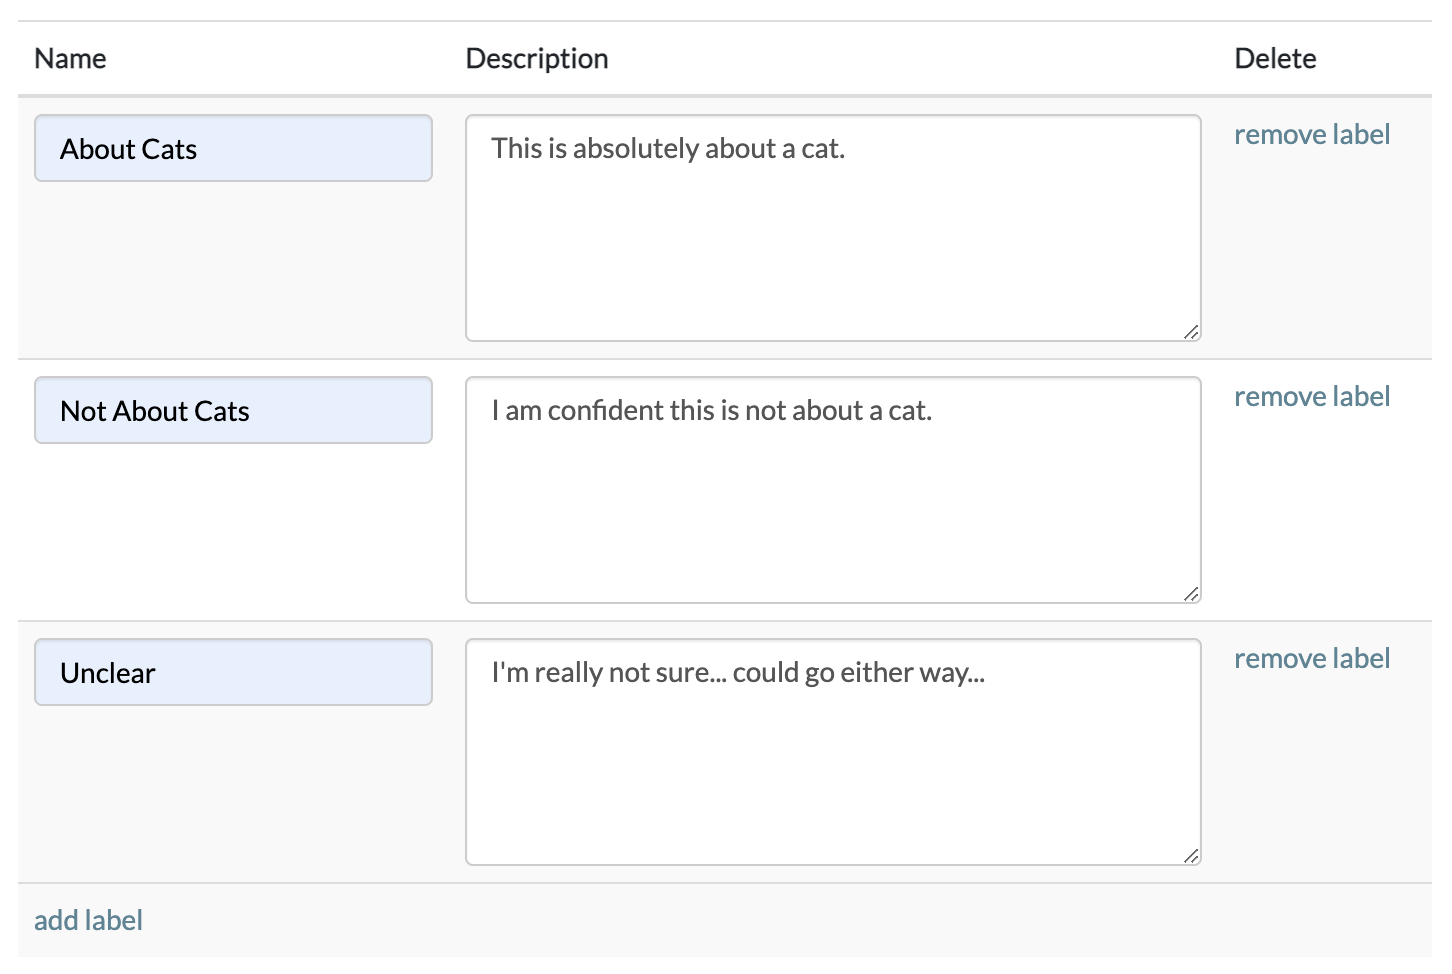 Name Description Delete
About Cats This is absolutely about a cat. remove label
Not About Cats I am confident this is not about a cat. remove label
Unclear I'm really not sure... could go either way... remove label
add label